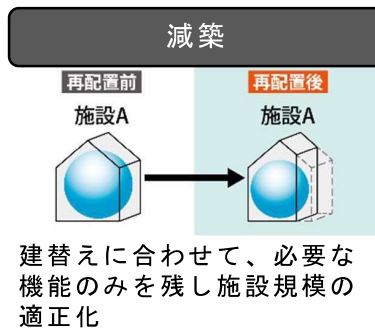 減築
再配置前
再配置後
施設A
施設A
建替えに合わせて、必要な
機能のみを残し施設規模の
適正化